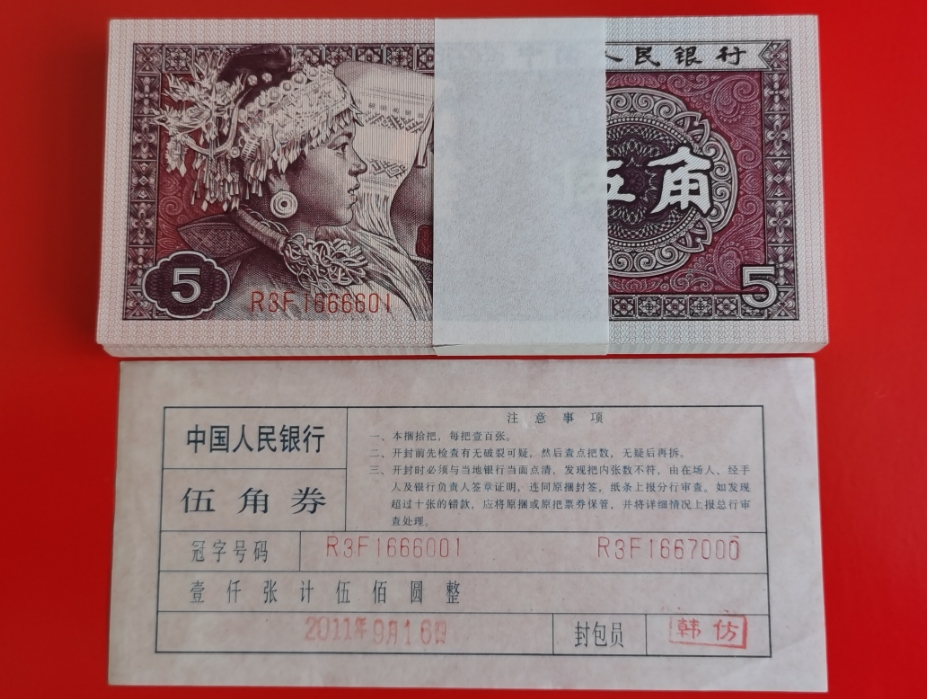 人民银行
伍角
5
5
R3F1666601
中国人民银行
伍角券
注意事项
一、本捆拾把，每把壹百张。
二、开封前先检查有无破裂可疑，然后查点把数，无疑后再拆。
三、开封时必须与当地银行当面点清，发现把内张数不符，由在场人、经手
人及银行负责人签章证明，连同原捆封签，纸条上报分行审查。如发现
超过十张的错款，应将原捆或原把票券保管，并将详细情况上报总行审
查处理。
冠字号码 R3F1666001 R3F1667000
壹仟张计伍佰圆整
2011年9月16日 封包员 韩仿